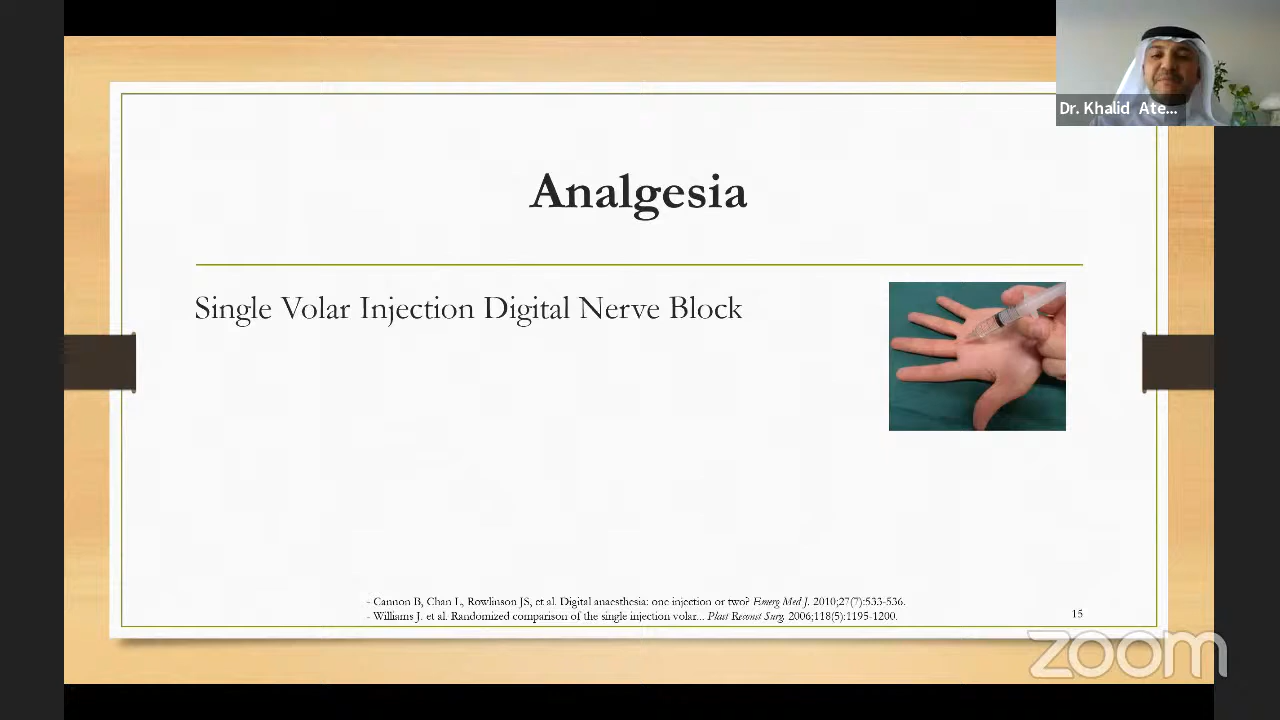 Dr. Khalid Ate...
Analgesia
Single Volar Injection Digital Nerve Block
- Cannon B, Chan L, Rowlinson JS, et al. Digital anaesthesia: one injection or two? Emerg Med J. 2010;27(7):533-536.
- Williams J. et al. Randomized comparison of the single injection volar... Plast Reconst Surg. 2006;118(5):1195-1200.
15
zoom